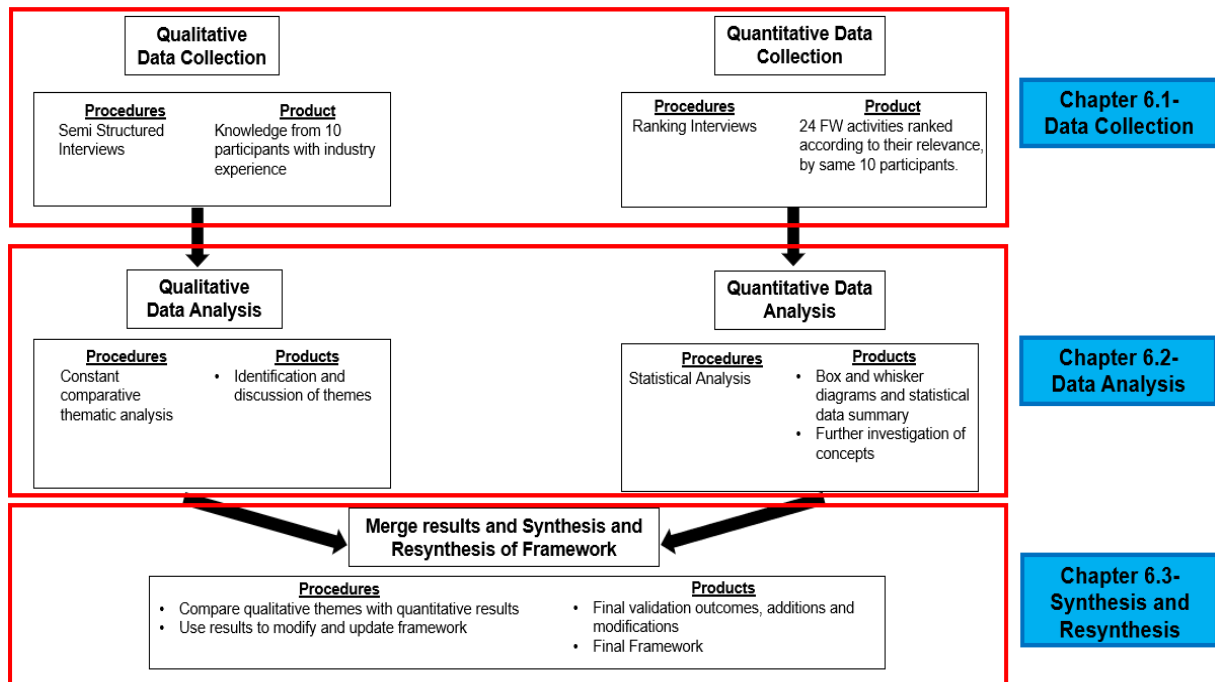 Qualitative
Data Collection
Procedures
Semi Structured
Interviews
Product
Knowledge from 10
participants with industry
experience
Quantitative Data
Collection
Procedures
Ranking Interviews
Product
24 FW activities ranked
according to their relevance,
by same 10 participants.
Chapter 6.1-
Data Collection
Qualitative
Data Analysis
Procedures
Constant
comparative
thematic analysis
Products
• Identification and
discussion of themes
Quantitative Data
Analysis
Procedures
Statistical Analysis
Products
• Box and whisker
diagrams and statistical
data summary
• Further investigation of
concepts
Chapter 6.2-
Data Analysis
Merge results and Synthesis and
Resynthesis of Framework
Procedures
• Compare qualitative themes with quantitative results
• Use results to modify and update framework
Products
• Final validation outcomes, additions and
modifications
• Final Framework
Chapter 6.3-
Synthesis and
Resynthesis